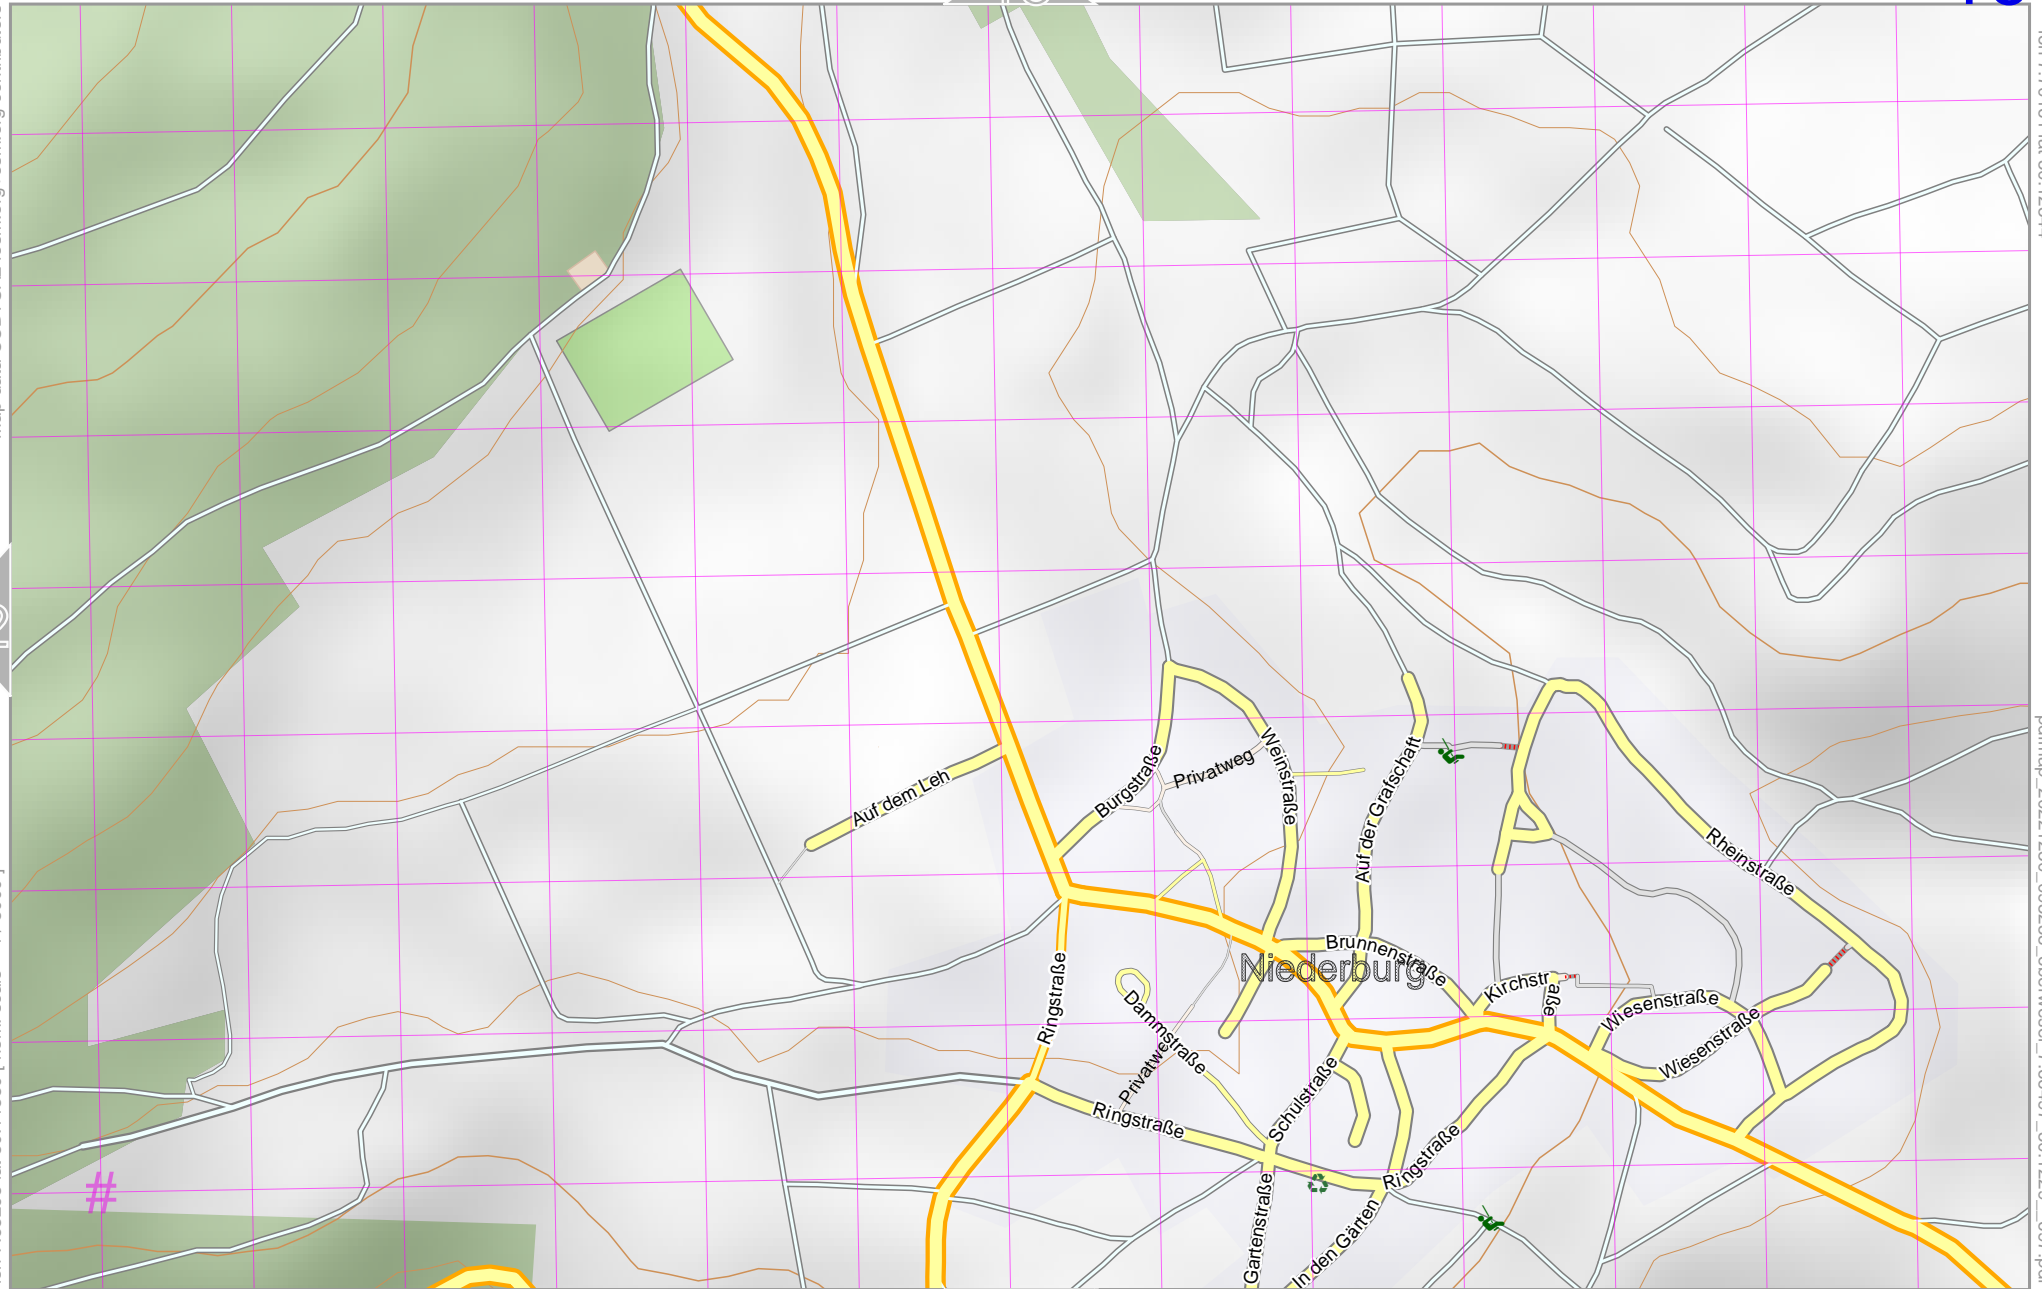 Auf dem Leh
Burgstraße
Privatweg
Weinstraße
Auf der Grafschaft
Rheinstraße
Brunnenstraße
Niederburg
Kirchstraße
Wiesenstraße
Wiesenstraße
Ringstraße
Dammstraße
Privatweg
Schulstraße
Ringstraße
Ringstraße
Gartenstraße
In den Gärten
#